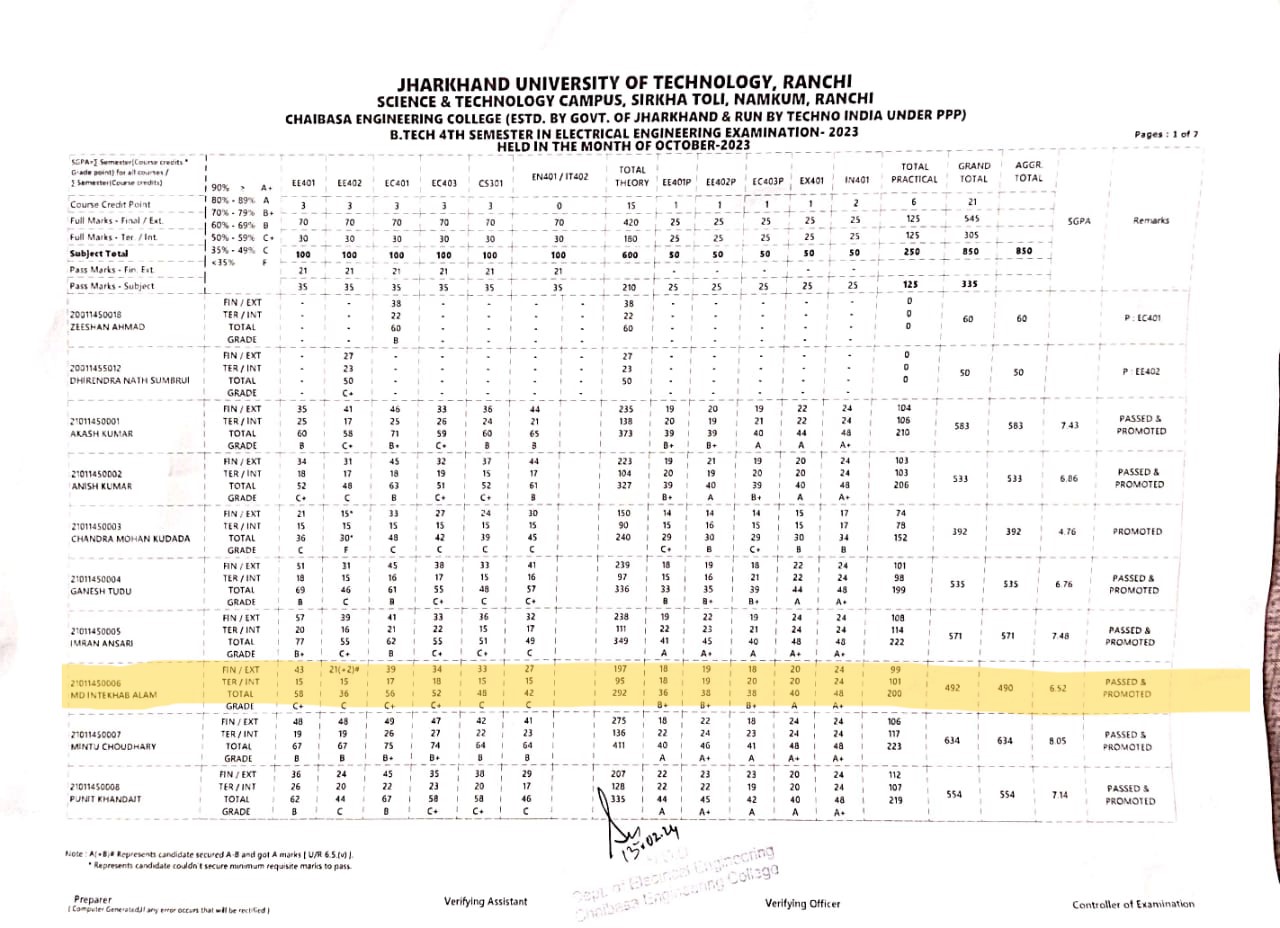 JHARKHAND UNIVERSITY OF TECHNOLOGY, RANCHI
SCIENCE & TECHNOLOGY CAMPUS, SIRKHA TOLI, NAMKUM, RANCHI
CHAIBASA ENGINEERING COLLEGE (ESTD. BY GOVT. OF JHARKHAND & RUN BY TECHNO INDIA UNDER PPP)
B.TECH 4TH SEMESTER IN ELECTRICAL ENGINEERING EXAMINATION- 2023
Pages : 1 of 7
HELD IN THE MONTH OF OCTOBER-2023
SGPA=∑ Semester(Course credits *
Grade point) for all courses /
∑ Semester(Course credits)
90% > A+
80% - 89% A
70% - 79% B+
60% - 69% B
50% - 59% C+
35% - 49% C
<35% F
EE401 EE402 EC401 EC403 CS301 EN401 / IT402 TOTAL THEORY EE401P EE402P EC403P EX401 IN401 TOTAL PRACTICAL GRAND TOTAL AGGR. TOTAL SGPA Remarks
Course Credit Point 3 3 3 3 3 0 15 1 1 1 1 2 6 21
Full Marks - Final / Ext. 70 70 70 70 70 70 420 25 25 25 25 25 125 545
Full Marks - Ter. / Int. 30 30 30 30 30 30 180 25 25 25 25 25 125 305
Subject Total 100 100 100 100 100 100 600 50 50 50 50 50 250 850 850
Pass Marks - Fin. Ext. 21 21 21 21 21 21 - - - - -
Pass Marks - Subject 35 35 35 35 35 35 210 25 25 25 25 25 125 335
FIN / EXT - - 38 - - - - 38 - - - - - 0
20011450018 TER / INT - - 22 - - - - 22 - - - - - 0 60 60 P : EC401
ZEESHAN AHMAD TOTAL - - 60 - - - - 60 - - - - - 0
GRADE - - B - - - - - - - - -
FIN / EXT - 27 - - - - - 27 - - - - - 0
20011455012 TER / INT - 23 - - - - - 23 - - - - - 0 50 50 P : EE402
DHIRENDRA NATH SUMBRUI TOTAL - 50 - - - - - 50 - - - - - 0
GRADE - C+ - - - - - - - - - -
FIN / EXT 35 41 46 33 36 44 235 19 20 19 22 24 104
21011450001 TER / INT 25 17 25 26 24 21 138 20 19 21 22 24 106 583 583 7.43 PASSED & PROMOTED
AKASH KUMAR TOTAL 60 58 71 59 60 65 373 39 39 40 44 48 210
GRADE B C+ B+ C+ B B B+ B+ A A A+
FIN / EXT 34 31 45 32 37 44 223 19 21 19 20 24 103
21011450002 TER / INT 18 17 18 19 15 17 104 20 19 20 20 24 103 533 533 6.86 PASSED & PROMOTED
ANISH KUMAR TOTAL 52 48 63 51 52 61 327 39 40 39 40 48 206
GRADE C+ C B C+ C+ B B+ A B+ A A+
FIN / EXT 21 15* 33 27 24 30 150 14 14 14 15 17 74
21011450003 TER / INT 15 15 15 15 15 15 90 15 16 15 15 17 78 392 392 4.76 PROMOTED
CHANDRA MOHAN KUDADA TOTAL 36 30* 48 42 39 45 240 29 30 29 30 34 152
GRADE C F C C C C C+ B C+ B B
FIN / EXT 51 31 45 38 33 41 239 18 19 18 22 24 101
21011450004 TER / INT 18 15 16 17 15 16 97 15 16 21 22 24 98 535 535 6.76 PASSED & PROMOTED
GANESH TUDU TOTAL 69 46 61 55 48 57 336 33 35 39 44 48 199
GRADE B C B C+ C C+ B B+ B+ A A+
FIN / EXT 57 39 41 33 36 32 238 19 22 19 24 24 108
21011450005 TER / INT 20 16 21 22 15 17 111 22 23 21 24 24 114 571 571 7.48 PASSED & PROMOTED
IMRAN ANSARI TOTAL 77 55 62 55 51 49 349 41 45 40 48 48 222
GRADE B+ C+ B C+ C+ C A A+ A A+ A+
FIN / EXT 43 21(+2)# 39 34 33 27 197 18 19 18 20 24 99
21011450006 TER / INT 15 15 17 18 15 15 95 18 19 20 20 24 101 492 490 6.52 PASSED & PROMOTED
MD INTEKHAB ALAM TOTAL 58 36 56 52 48 42 292 36 38 38 40 48 200
GRADE C+ C C+ C+ C C B+ B+ B+ A A+
FIN / EXT 48 48 49 47 42 41 275 18 22 18 24 24 106
21011450007 TER / INT 19 19 26 27 22 23 136 22 24 23 24 24 117 634 634 8.05 PASSED & PROMOTED
MINTU CHOUDHARY TOTAL 67 67 75 74 64 64 411 40 46 41 48 48 223
GRADE B B B+ B+ B B A A+ A A+ A+
FIN / EXT 36 24 45 35 38 29 207 22 23 23 20 24 112
21011450008 TER / INT 26 20 22 23 20 17 128 22 22 19 20 24 107 554 554 7.14 PASSED & PROMOTED
PUNIT KHANDAIT TOTAL 62 44 67 58 58 46 335 44 45 42 40 48 219
GRADE B C B C+ C+ C A A+ A A A+
15.02.24
Note : A(+B)# Represents candidate secured A-B and got A marks [ U/R 6.5.(v) ].
* Represents candidate couldn't secure minimum requisite marks to pass.
Dept. of Electrical Engineering
Chaibasa Engineering College
Preparer
( Computer Generated,If any error occurs that will be rectified )
Verifying Assistant
Verifying Officer
Controller of Examination